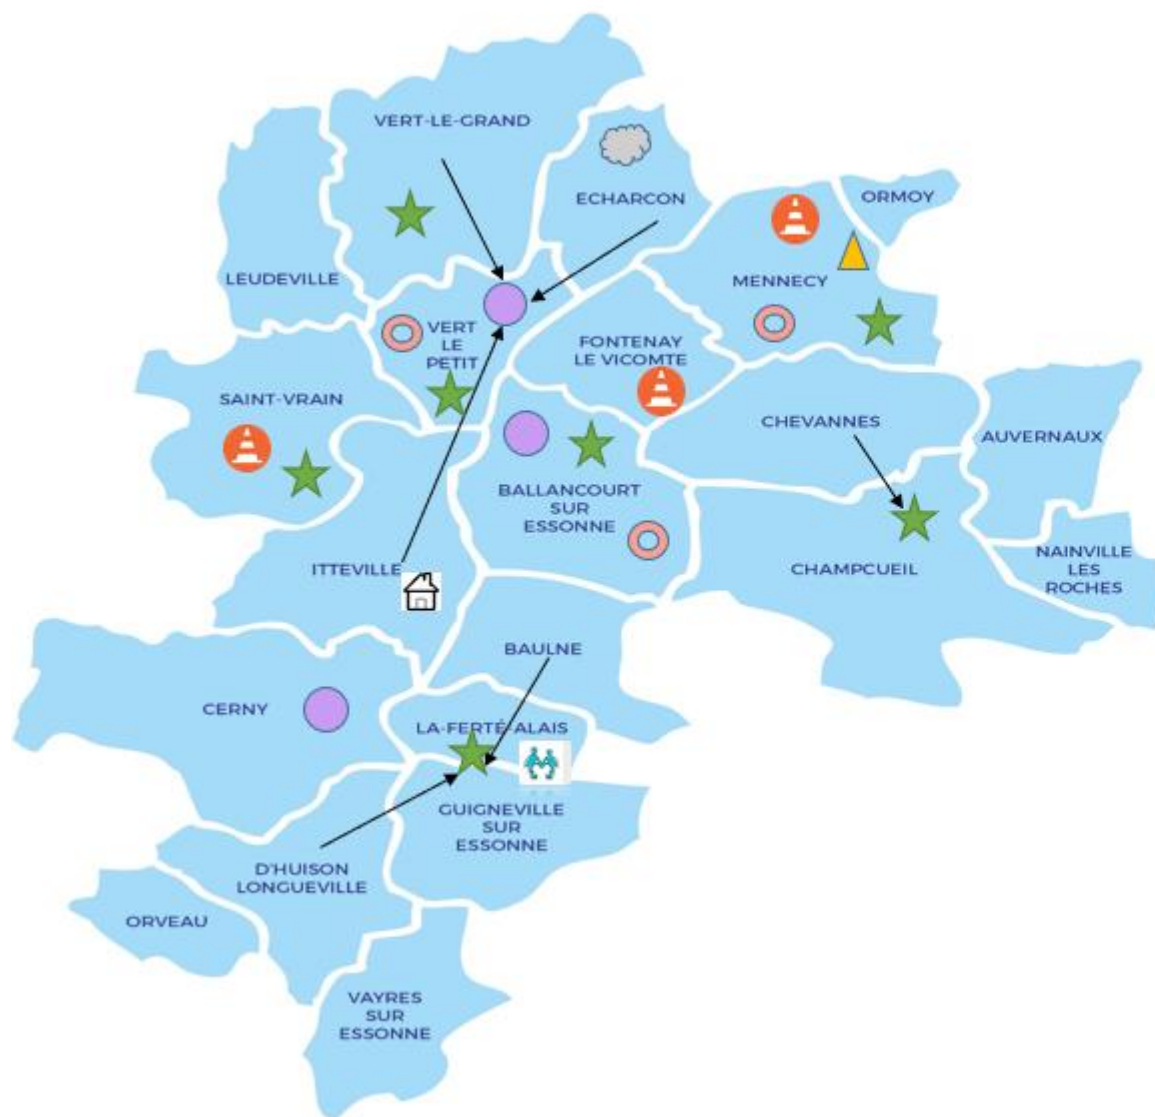 VERT-LE-GRAND
ECHARCON
ORMOY
LEUDEVILLE
MENNECY
VERT
LE
PETIT
FONTENAY
LE VICOMTE
SAINT-VRAIN
CHEVANNES
AUVERNAUX
BALLANCOURT
SUR
ESSONNE
ITTEVILLE
CHAMPCUEIL
NAINVILLE
LES
ROCHES
BAULNE
CERNY
LA-FERTÉ-ALAIS
GUIGNEVILLE
SUR
ESSONNE
D'HUISON
LONGUEVILLE
ORVEAU
VAYRES
SUR
ESSONNE